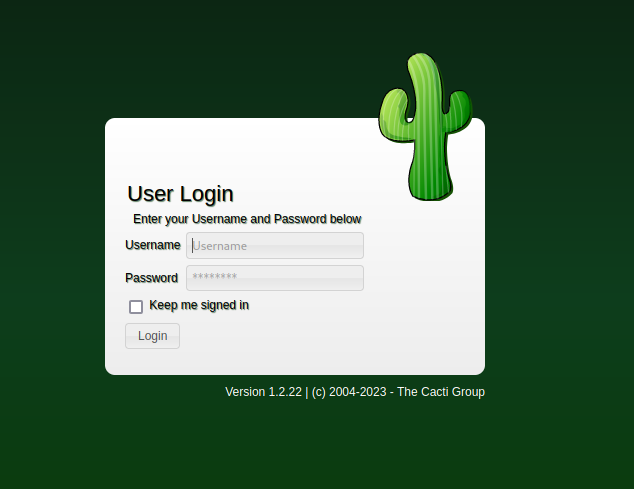 User Login
Enter your Username and Password below
Username Username
Password ********
Keep me signed in
Login
Version 1.2.22 | (c) 2004-2023 - The Cacti Group